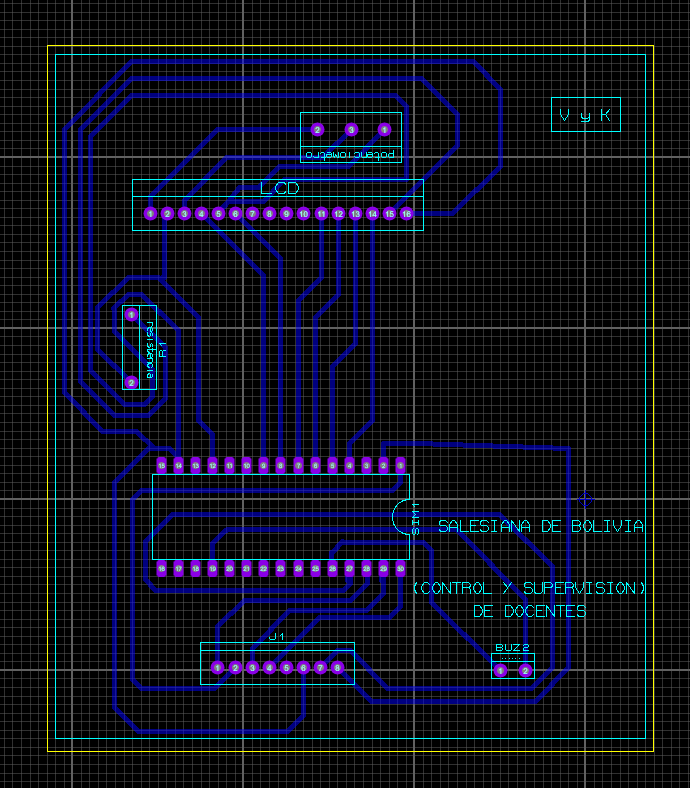 V y K
2 3 1
potenciometro
LCD
1 2 3 4 5 6 7 8 9 10 11 12 13 14 15 16
1
resistencia
R1
2
15 14 13 12 11 10 9 8 7 6 5 4 3 2 1
SIM1
SALESIANA DE BOLIVIA
16 17 18 19 20 21 22 23 24 25 26 27 28 29 30
(CONTROL Y SUPERVISION)
DE DOCENTES
J1
1 2 3 4 5 6 7 8
BUZ2
1 2